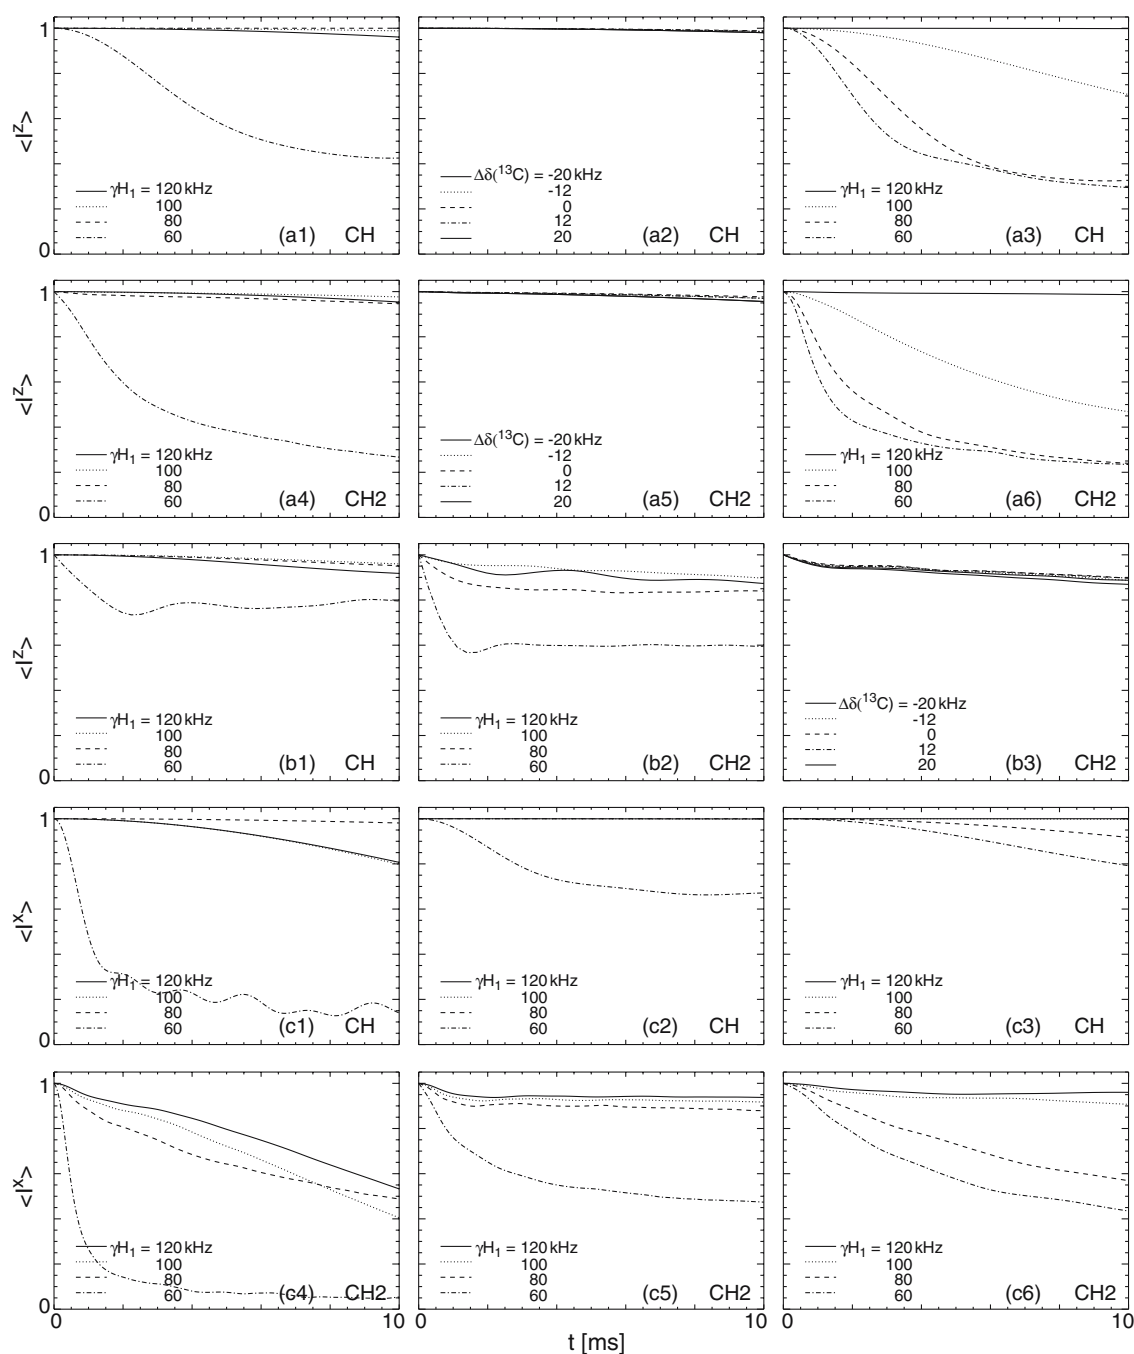 1
<I^z>
γH₁ = 120 kHz
100
80
60
(a1) CH
0
Δδ(¹³C) = -20 kHz
-12
0
12
20
(a2) CH
γH₁ = 120 kHz
100
80
60
(a3) CH
1
<I^z>
γH₁ = 120 kHz
100
80
60
(a4) CH2
0
Δδ(¹³C) = -20 kHz
-12
0
12
20
(a5) CH2
γH₁ = 120 kHz
100
80
60
(a6) CH2
1
<I^z>
γH₁ = 120 kHz
100
80
60
(b1) CH
0
γH₁ = 120 kHz
100
80
60
(b2) CH2
Δδ(¹³C) = -20 kHz
-12
0
12
20
(b3) CH2
1
<I^x>
γH₁ = 120 kHz
100
80
60
(c1) CH
0
γH₁ = 120 kHz
100
80
60
(c2) CH
γH₁ = 120 kHz
100
80
60
(c3) CH
1
<I^x>
γH₁ = 120 kHz
100
80
60
(c4) CH2
0
γH₁ = 120 kHz
100
80
60
(c5) CH2
γH₁ = 120 kHz
100
80
60
(c6) CH2
0 10 0 10 0 10
t [ms]